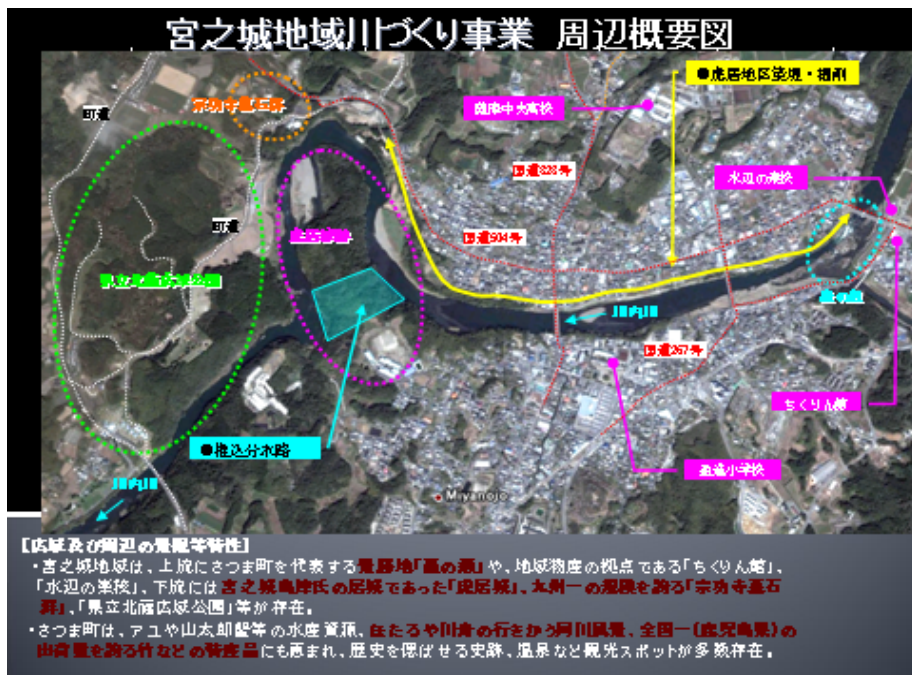 宮之城地域川づくり事業 周辺概要図
●虎居地区築堤・掘削
宗功寺墓石群
町道
薩摩中央高校
国道328号
水辺の楽校
町道
虎居城跡
国道504号
県立北薩広域公園
川内川
国道267号
ちくりん館
●推込分水路
川内川
盈進小学校
Miyanojo
【広域及び周辺の景観等特性】
・宮之城地域は、上流にさつま町を代表する景勝地「轟の瀬」や、地域物産の拠点である「ちくりん館」、
「水辺の楽校」、下流には宮之城島津氏の居城であった「虎居城」、九州一の規模を誇る「宗功寺墓石
群」、「県立北薩広域公園」等が存在。
・さつま町は、アユや山太郎蟹等の水産資源、ほたるや川舟の行きかう河川風景、全国一（鹿児島県）の
出荷量を誇る竹などの特産品にも恵まれ、歴史を偲ばせる史跡、温泉など観光スポットが多数存在。